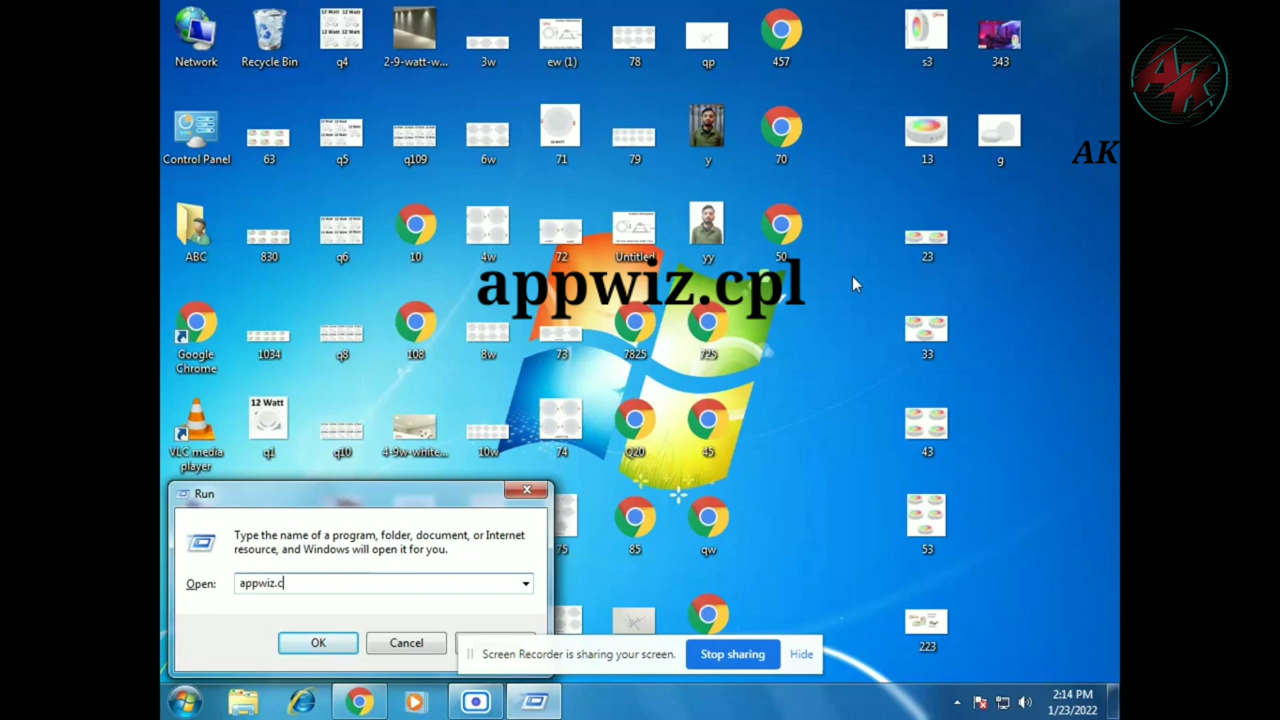 Network
Recycle Bin
q4
2-9-watt-w...
3w
ew (1)
78
qp
457
s3
343
AK
Control Panel
63
q5
q109
6w
71
79
y
70
13
g
AK
ABC
830
q6
10
4w
72
Untitled
yy
50
23
appwiz.cpl
Google Chrome
1034
q8
108
8w
73
7825
725
33
12 Watt
VLC media player
q1
q10
4-9w-white...
10w
74
Q20
45
43
Run
Type the name of a program, folder, document, or Internet
resource, and Windows will open it for you.
Open:
appwiz.c
OK
Cancel
75
85
qw
53
223
Screen Recorder is sharing your screen.
Stop sharing
Hide
2:14 PM
1/23/2022